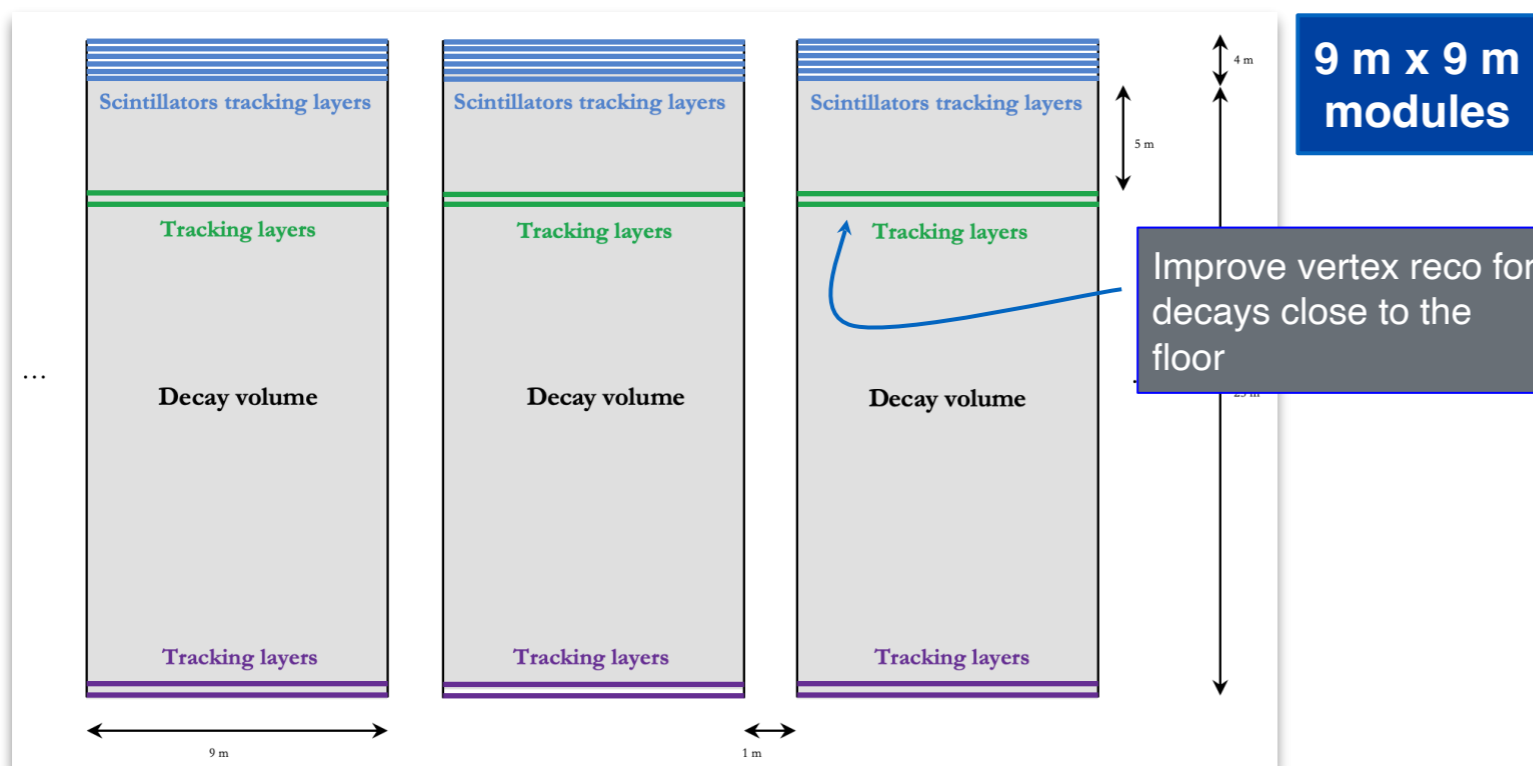 4 m
9 m x 9 m
modules
Scintillators tracking layers
Scintillators tracking layers
Scintillators tracking layers
5 m
Tracking layers
Tracking layers
Tracking layers
Improve vertex reco for
decays close to the
floor
...
Decay volume
Decay volume
Decay volume
Tracking layers
Tracking layers
Tracking layers
9 m
1 m